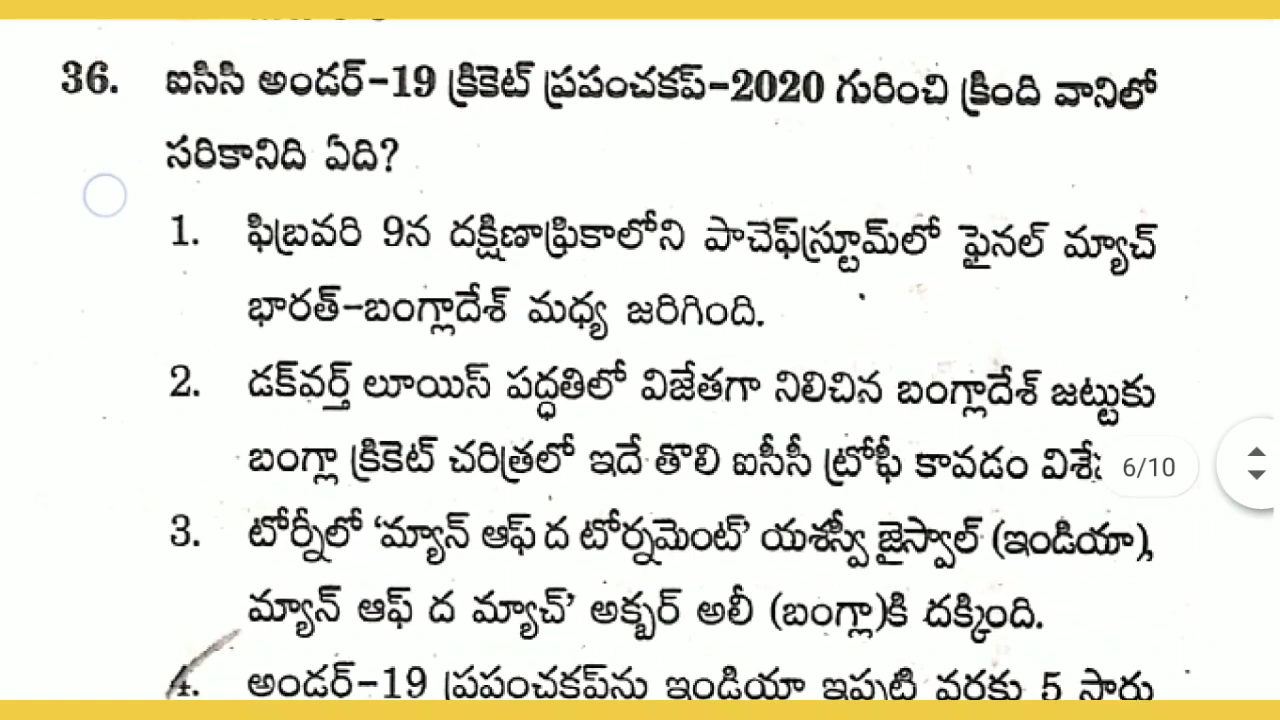 36. ఐసిసి అండర్-19 క్రికెట్ ప్రపంచకప్-2020 గురించి క్రింది వానిలో
సరికానిది ఏది?
1. ఫిబ్రవరి 9న దక్షిణాఫ్రికాలోని పాచెఫ్‌స్ట్రూమ్‌లో ఫైనల్ మ్యాచ్
భారత్-బంగ్లాదేశ్ మధ్య జరిగింది.
2. డక్‌వర్త్ లూయిస్ పద్ధతిలో విజేతగా నిలిచిన బంగ్లాదేశ్ జట్టుకు
బంగ్లా క్రికెట్ చరిత్రలో ఇదే తొలి ఐసీసీ ట్రోఫీ కావడం
6/10
3. టోర్నీలో 'మ్యాన్ ఆఫ్ ద టోర్నమెంట్' యశస్వీ జైస్వాల్ (ఇండియా),
మ్యాన్ ఆఫ్ ద మ్యాచ్' అక్బర్ అలీ (బంగ్లా)కి దక్కింది.
4. అండర్-19 ప్రపంచకప్‌ను ఇండియా ఇప్పటి వరకు 5 సార్లు